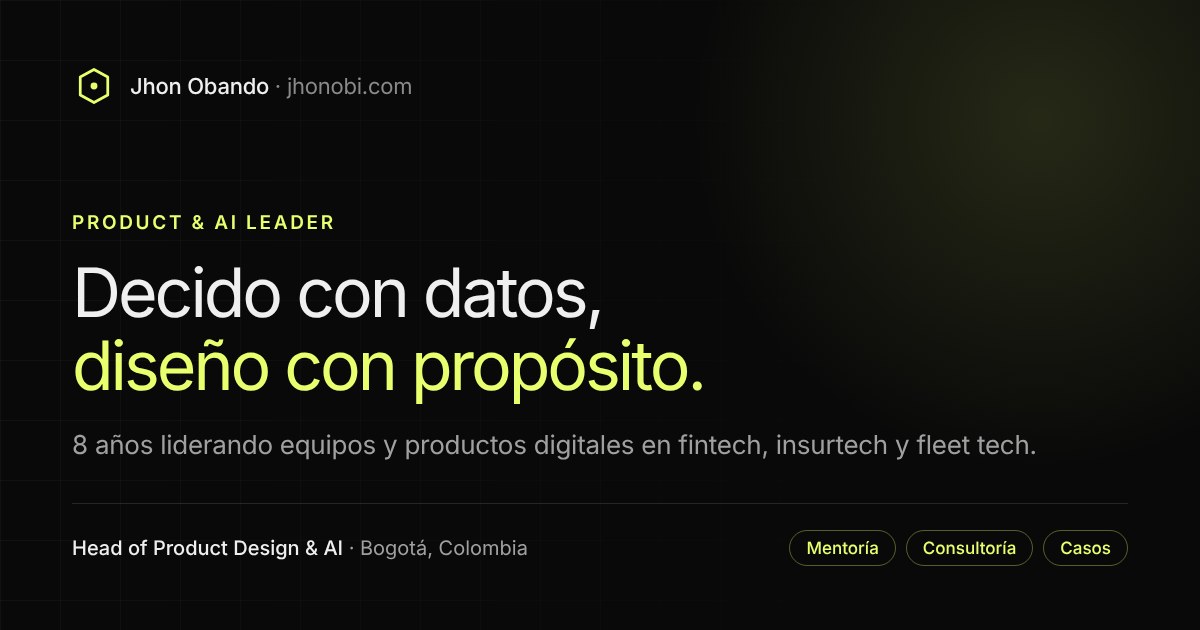 Jhon Obando · jhonobi.com
PRODUCT & AI LEADER
Decido con datos,
diseño con propósito.
8 años liderando equipos y productos digitales en fintech, insurtech y fleet tech.
Head of Product Design & AI · Bogotá, Colombia
Mentoría Consultoría Casos